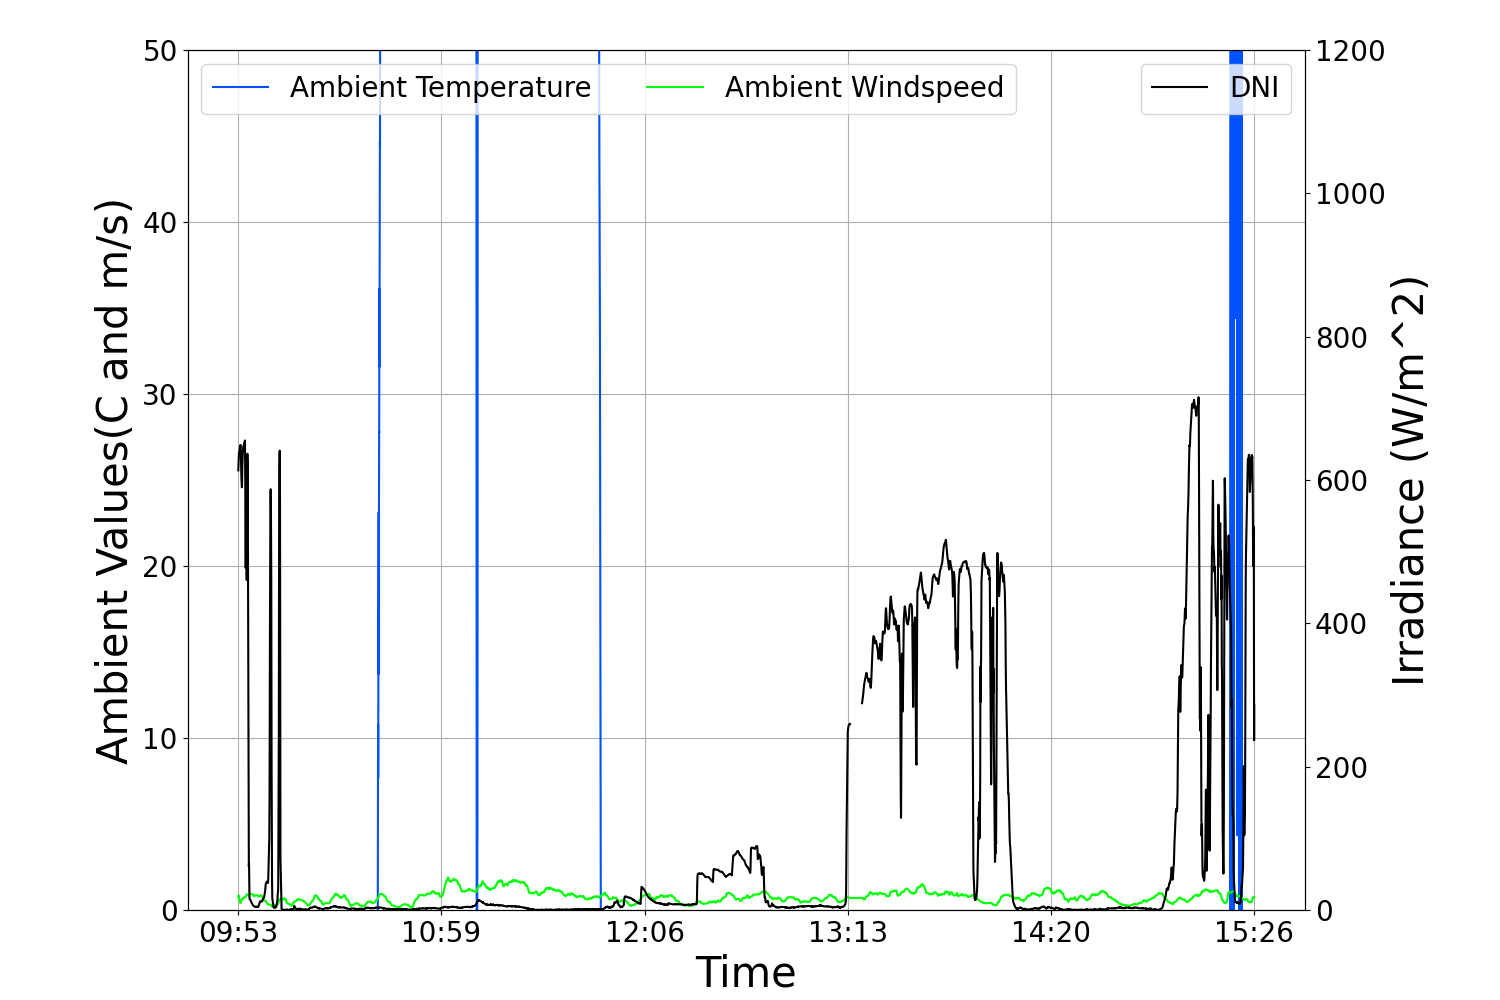 Ambient Temperature Ambient Windspeed DNI
50
40
30
20
10
0
Ambient Values(C and m/s)
1200
1000
800
600
400
200
0
Irradiance (W/m^2)
09:53 10:59 12:06 13:13 14:20 15:26
Time